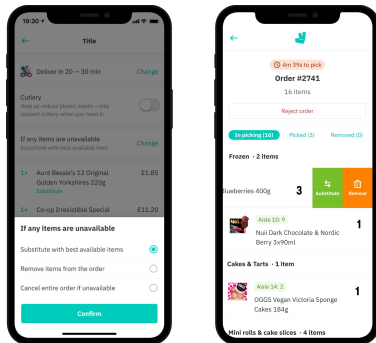 19:30
Title
Deliver in 20 – 30 min
Change
Cutlery
Help us reduce plastic waste – only
request cutlery when you need it.
If any items are unavailable
Substitute with best available item
Change
1× Aunt Bessie's 12 Original
Golden Yorkshires 220g
£1.85
Substitute
1× Co-op Irresistible Special
£11.20
If any items are unavailable
Substitute with best available items
Remove items from the order
Cancel entire order if unavailable
Confirm
4m 39s to pick
Order #2741
16 items
Reject order
In picking (16)
Picked (3)
Removed (0)
Frozen · 2 items
Blueberries 400g
3
Substitute
Remove
Aisle 10: 9
Nuii Dark Chocolate & Nordic
Berry 3x90ml
1
Cakes & Tarts · 1 item
Aisle 14: 2
OGGS Vegan Victoria Sponge
Cakes 184g
1
Mini rolls & cake slices · 4 items